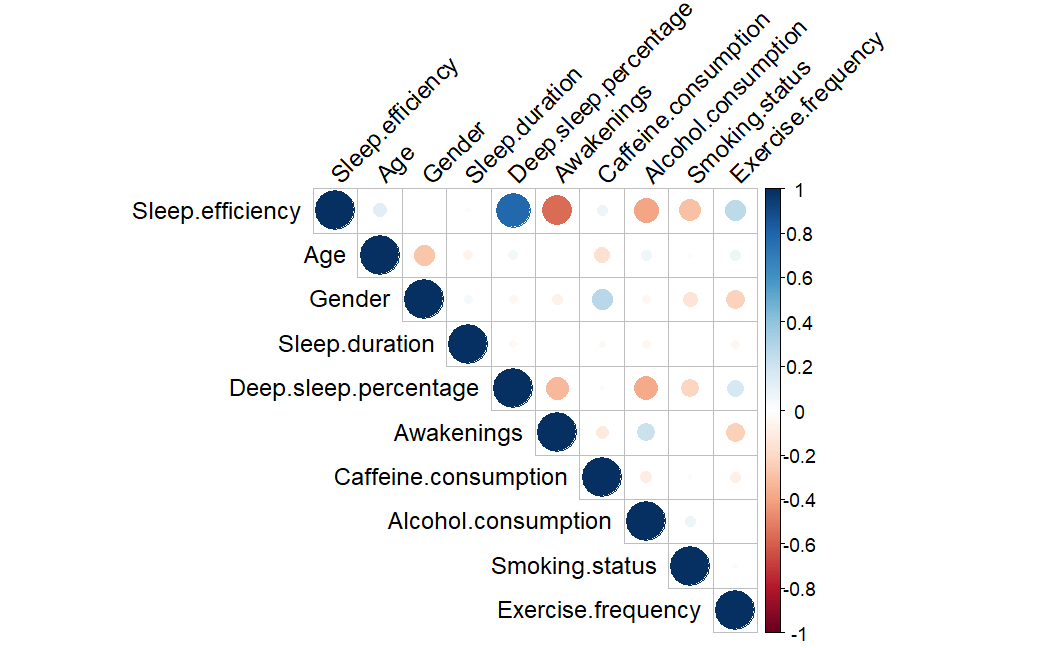 Sleep.efficiency
Age
Gender
Sleep.duration
Deep.sleep.percentage
Awakenings
Caffeine.consumption
Alcohol.consumption
Smoking.status
Exercise.frequency
Sleep.efficiency
Age
Gender
Sleep.duration
Deep.sleep.percentage
Awakenings
Caffeine.consumption
Alcohol.consumption
Smoking.status
Exercise.frequency
1
0.8
0.6
0.4
0.2
0
-0.2
-0.4
-0.6
-0.8
-1